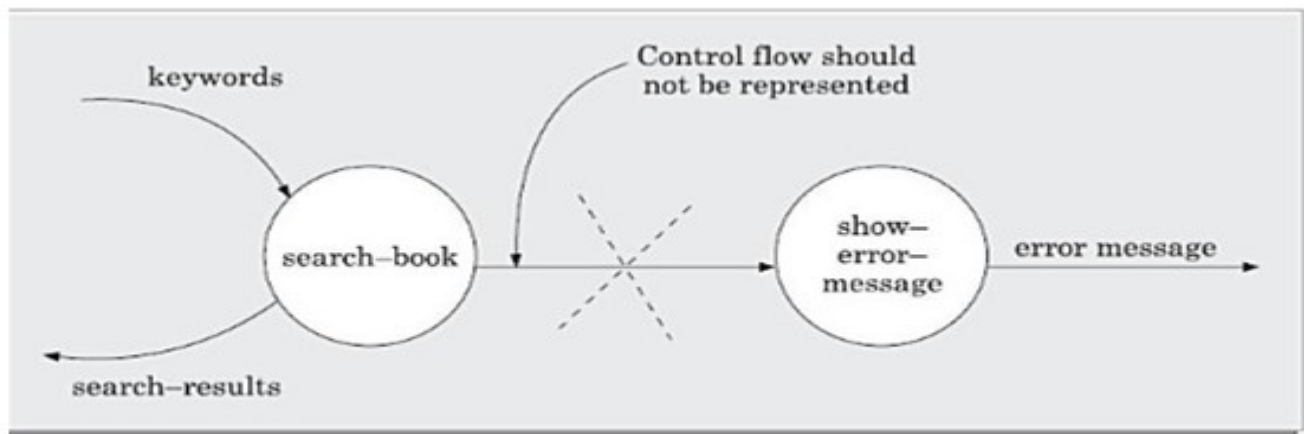 keywords
Control flow should
not be represented
search–book
show–
error–
message
error message
search–results